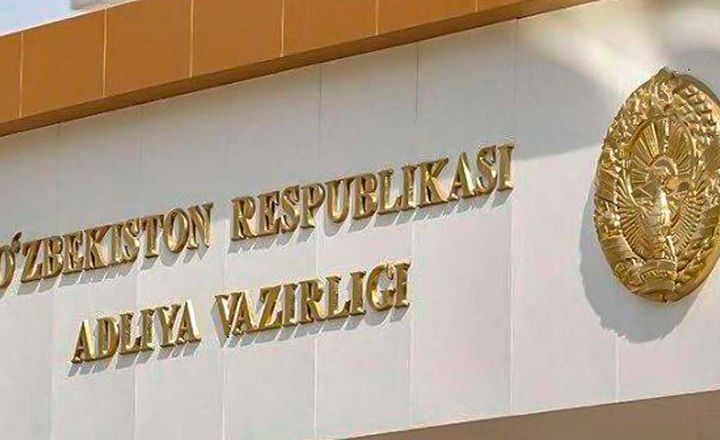 O‘ZBEKISTON RESPUBLIKASI
ADLIYA VAZIRLIGI